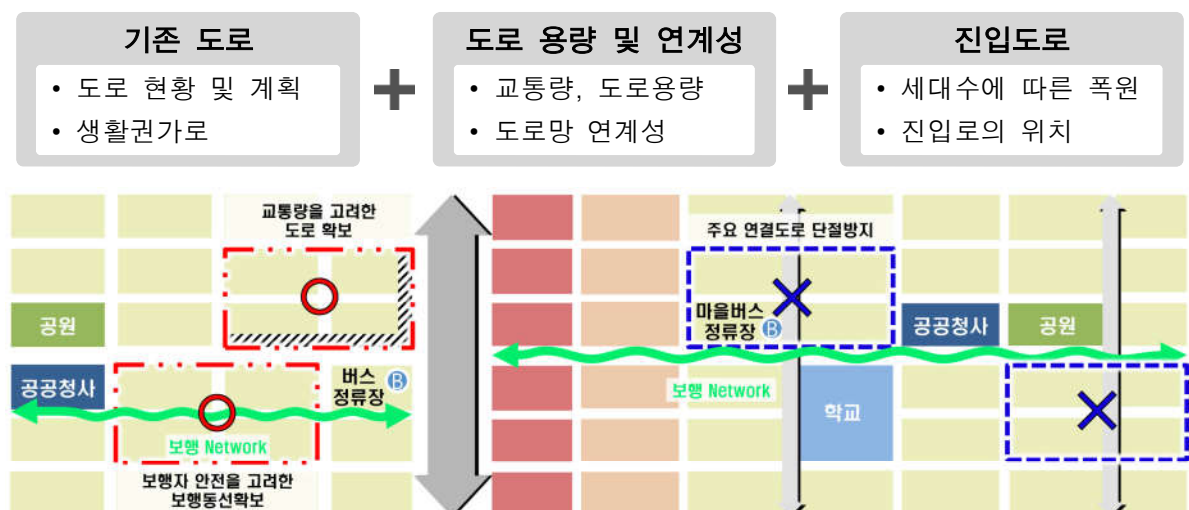 기존 도로
• 도로 현황 및 계획
• 생활권가로
도로 용량 및 연계성
• 교통량, 도로용량
• 도로망 연계성
진입도로
• 세대수에 따른 폭원
• 진입로의 위치
교통량을 고려한
도로 확보
공원
공공청사
버스
정류장
B
보행 Network
보행자 안전을 고려한
보행동선확보
주요 연결도로 단절방지
마을버스
정류장
B
공공청사
공원
보행 Network
학교